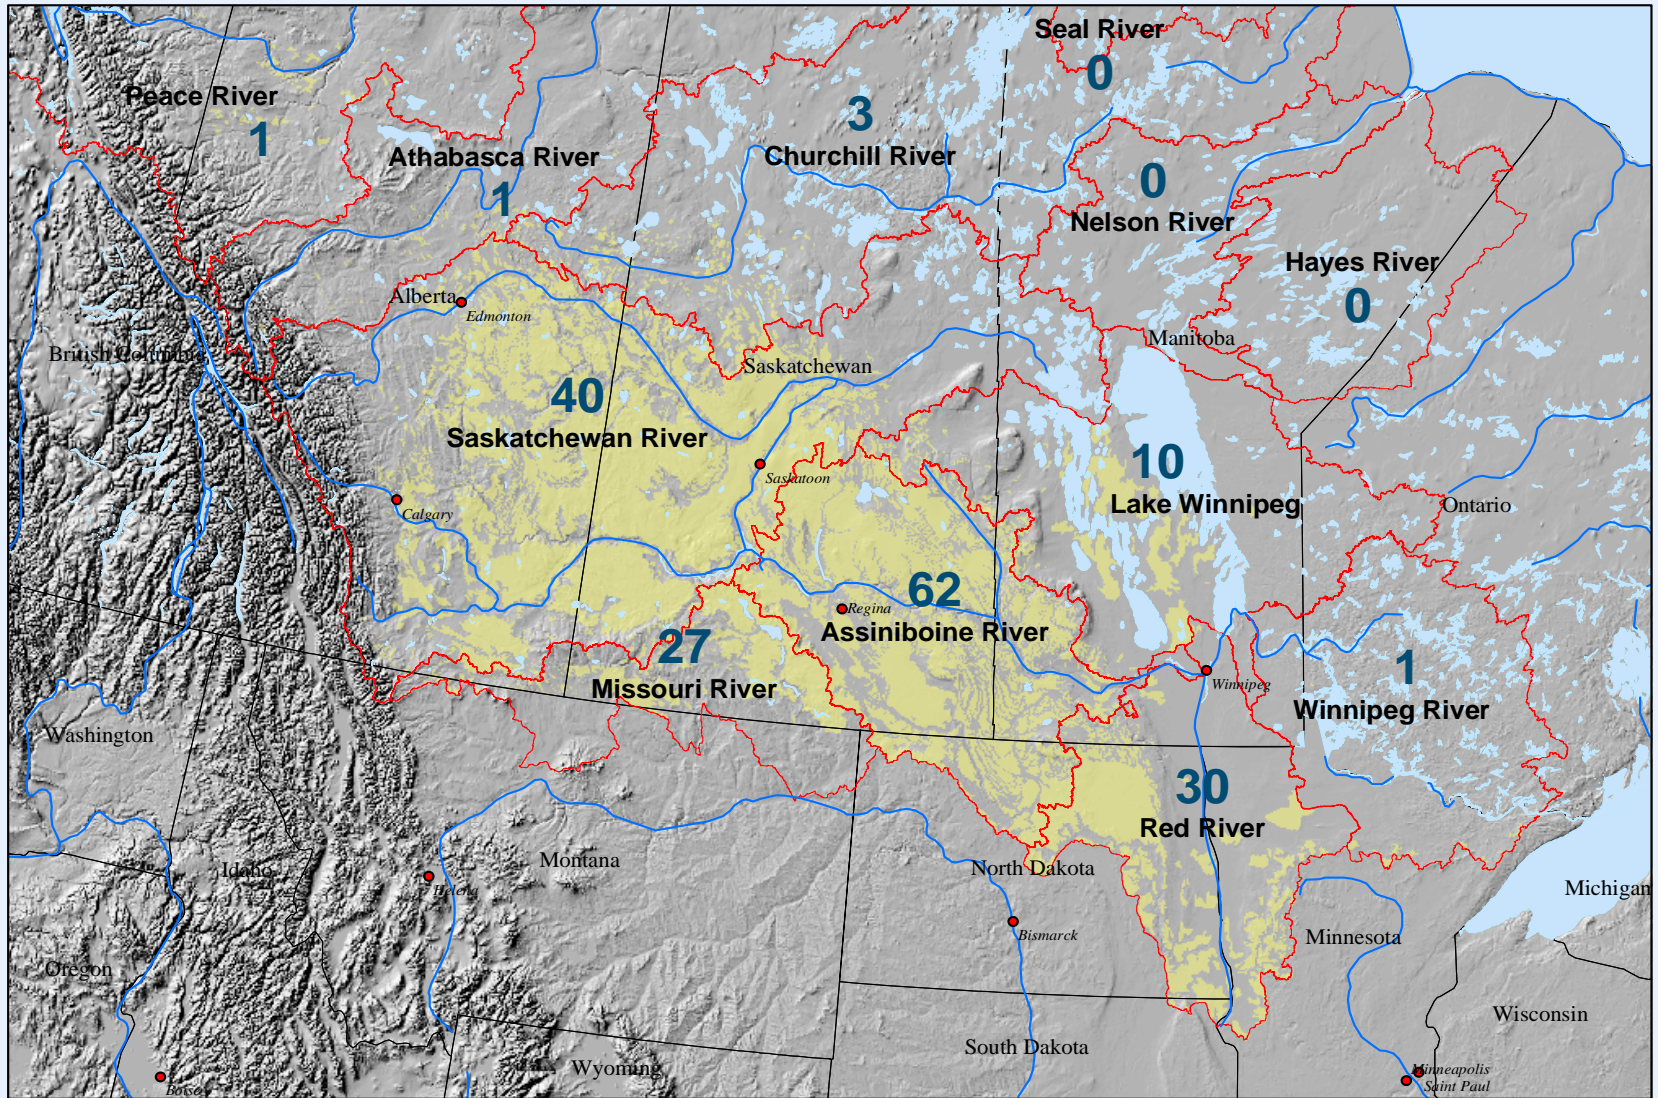 Seal River
0
Peace River
1
3
Churchill River
Athabasca River
1
0
Nelson River
Hayes River
0
Alberta
Edmonton
British Columbia
Manitoba
Saskatchewan
40
Saskatchewan River
10
Lake Winnipeg
Saskatoon
Calgary
Ontario
62
Regina
Assiniboine River
27
Missouri River
Winnipeg
1
Winnipeg River
Washington
30
Red River
Montana
North Dakota
Idaho
Helena
Michigan
Bismarck
Minnesota
Oregon
Wisconsin
South Dakota
Wyoming
Minneapolis
Saint Paul
Boise